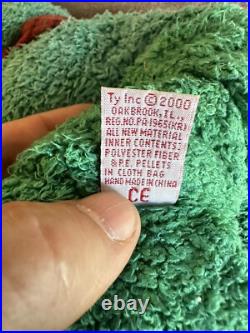 Ty Inc © 2000
OAKBROOK, IL.,
REG. NO PA-1965(KR)
ALL NEW MATERIAL
INNER CONTENTS:
POLYESTER FIBER
& P.E. PELLETS
IN CLOTH BAG
HAND MADE IN CHINA
CE